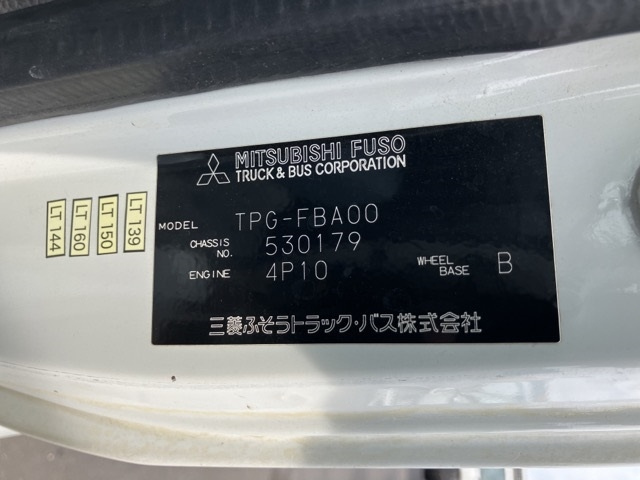 MITSUBISHI FUSO
TRUCK & BUS CORPORATION
MODEL TPG-FBA00
CHASSIS NO. 530179
ENGINE 4P10
WHEEL BASE B
三菱ふそうトラック・バス株式会社
LT 144
LT 160
LT 150
LT 139